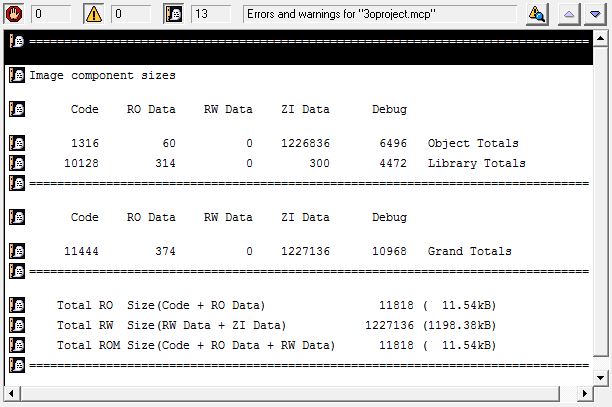 0 0 13 Errors and warnings for "3oproject.mcp"
================================================================================
Image component sizes
Code RO Data RW Data ZI Data Debug
1316 60 0 1226836 6496 Object Totals
10128 314 0 300 4472 Library Totals
================================================================================
Code RO Data RW Data ZI Data Debug
11444 374 0 1227136 10968 Grand Totals
================================================================================
Total RO Size(Code + RO Data) 11818 ( 11.54kB)
Total RW Size(RW Data + ZI Data) 1227136 (1198.38kB)
Total ROM Size(Code + RO Data + RW Data) 11818 ( 11.54kB)
================================================================================